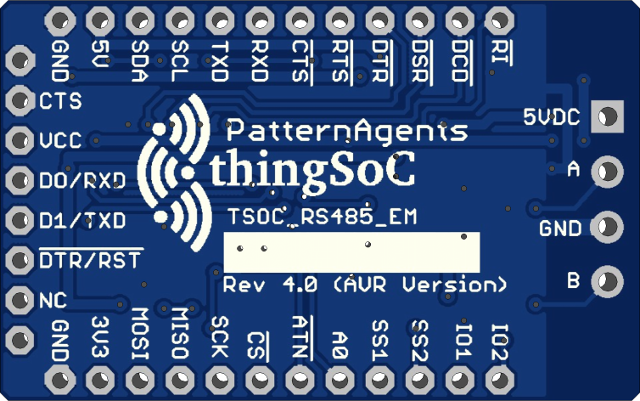 GND 5V SDA SCL TXD RXD CTS RTS DTR DSR DCD RI
CTS
VCC
D0/RXD
D1/TXD
DTR/RST
NC
PatternAgents
thingSoC
TSOC_RS485_EM
Rev 4.0 (AVR Version)
5VDC
A
GND
B
GND 3V3 MOSI MISO SCK CS ATN A0 SS1 SS2 IO1 IO2